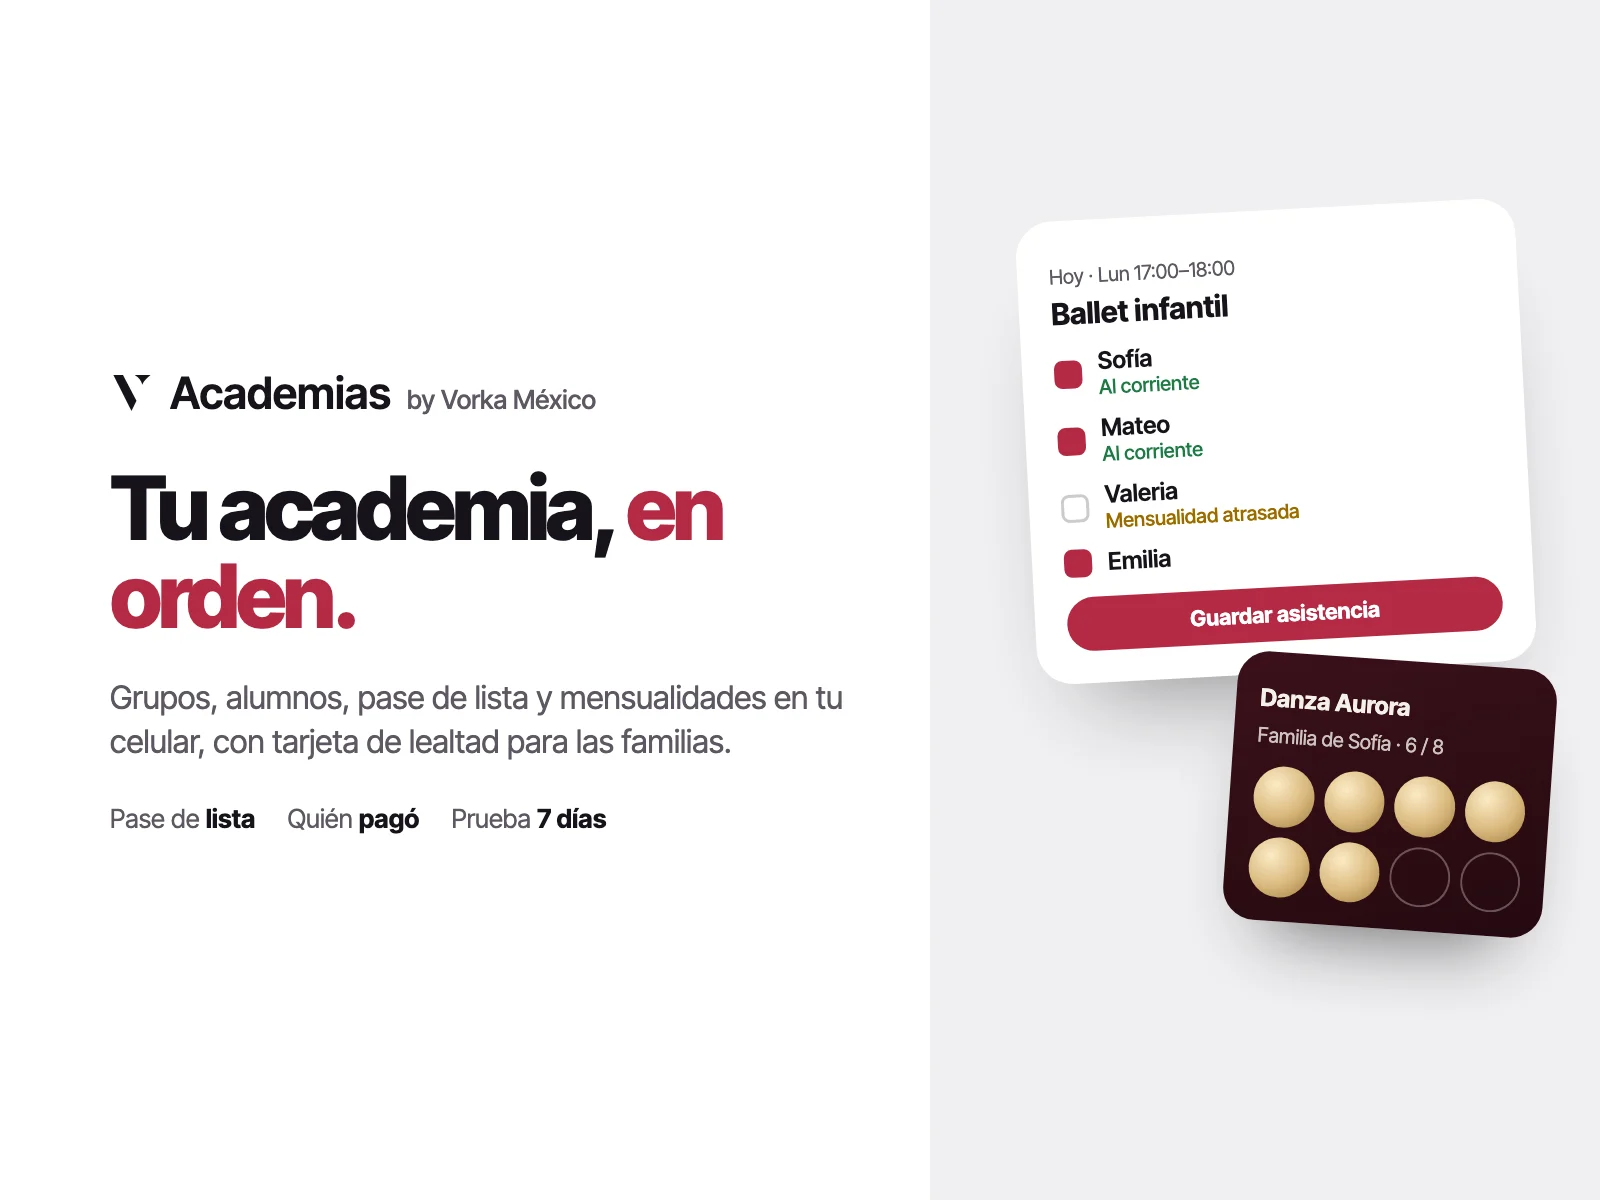 Academias by Vorka México
Tu academia, en
orden.
Grupos, alumnos, pase de lista y mensualidades en tu
celular, con tarjeta de lealtad para las familias.
Pase de lista Quién pagó Prueba 7 días
Hoy · Lun 17:00–18:00
Ballet infantil
Sofía
Al corriente
Mateo
Al corriente
Valeria
Mensualidad atrasada
Emilia
Guardar asistencia
Danza Aurora
Familia de Sofía · 6 / 8